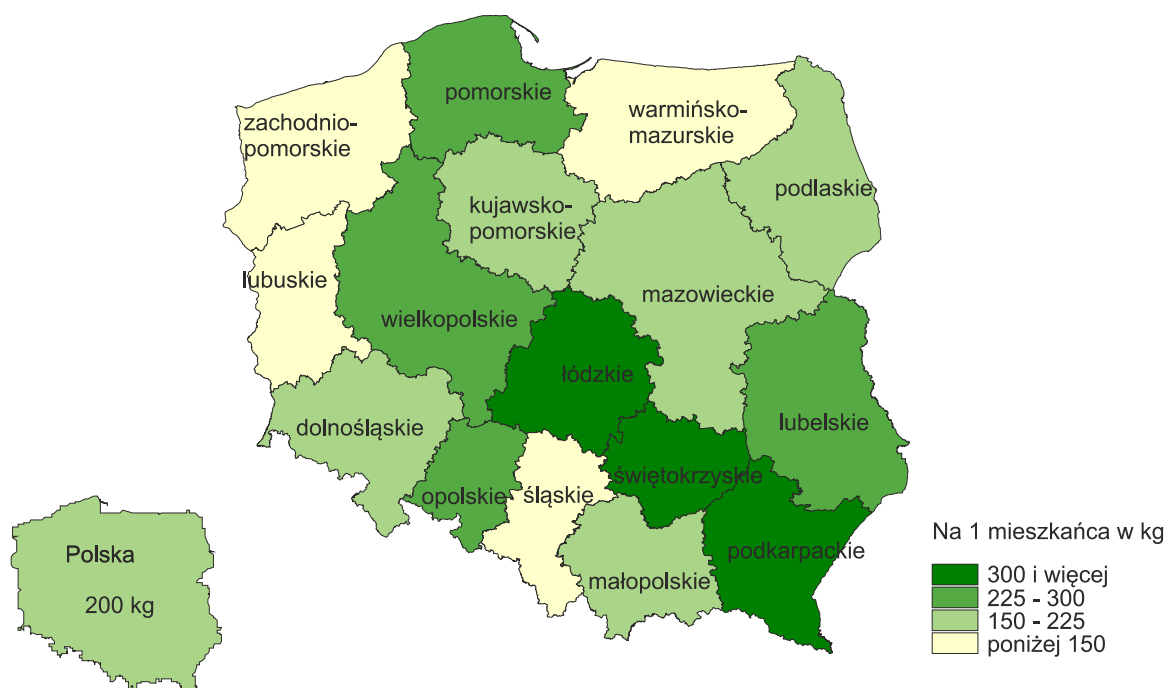 pomorskie
zachodnio-
pomorskie
warmińsko-
mazurskie
podlaskie
kujawsko-
pomorskie
lubuskie
mazowieckie
wielkopolskie
łódzkie
dolnośląskie
lubelskie
opolskie
śląskie
świętokrzyskie
podkarpackie
małopolskie
Polska
200 kg
Na 1 mieszkańca w kg
300 i więcej
225 - 300
150 - 225
poniżej 150